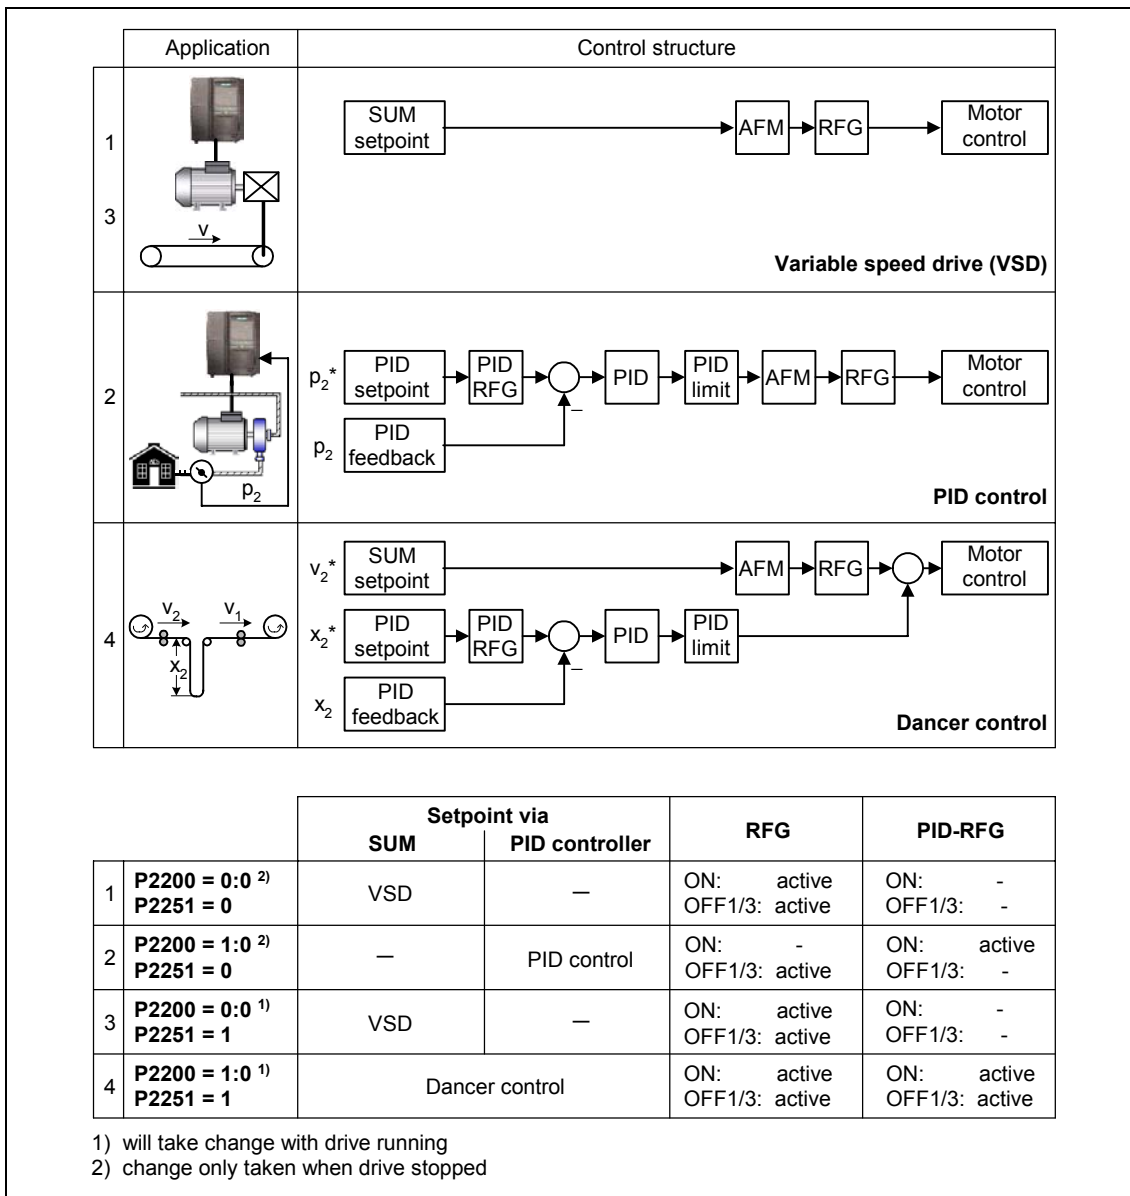 Application Control structure
1
3
v
SUM setpoint AFM RFG Motor control
Variable speed drive (VSD)
2
p2
p2* PID setpoint PID RFG PID PID limit AFM RFG Motor control
–
p2 PID feedback
PID control
4
v2 v1
x2
v2* SUM setpoint AFM RFG Motor control
x2* PID setpoint PID RFG PID PID limit
–
x2 PID feedback
Dancer control
Setpoint via RFG PID-RFG
SUM PID controller
1 P2200 = 0:0 2) VSD – ON: active ON: -
P2251 = 0 OFF1/3: active OFF1/3: -
2 P2200 = 1:0 2) – PID control ON: - ON: active
P2251 = 0 OFF1/3: active OFF1/3: -
3 P2200 = 0:0 1) VSD – ON: active ON: -
P2251 = 1 OFF1/3: active OFF1/3: -
4 P2200 = 1:0 1) Dancer control ON: active ON: active
P2251 = 1 OFF1/3: active OFF1/3: active
1) will take change with drive running
2) change only taken when drive stopped